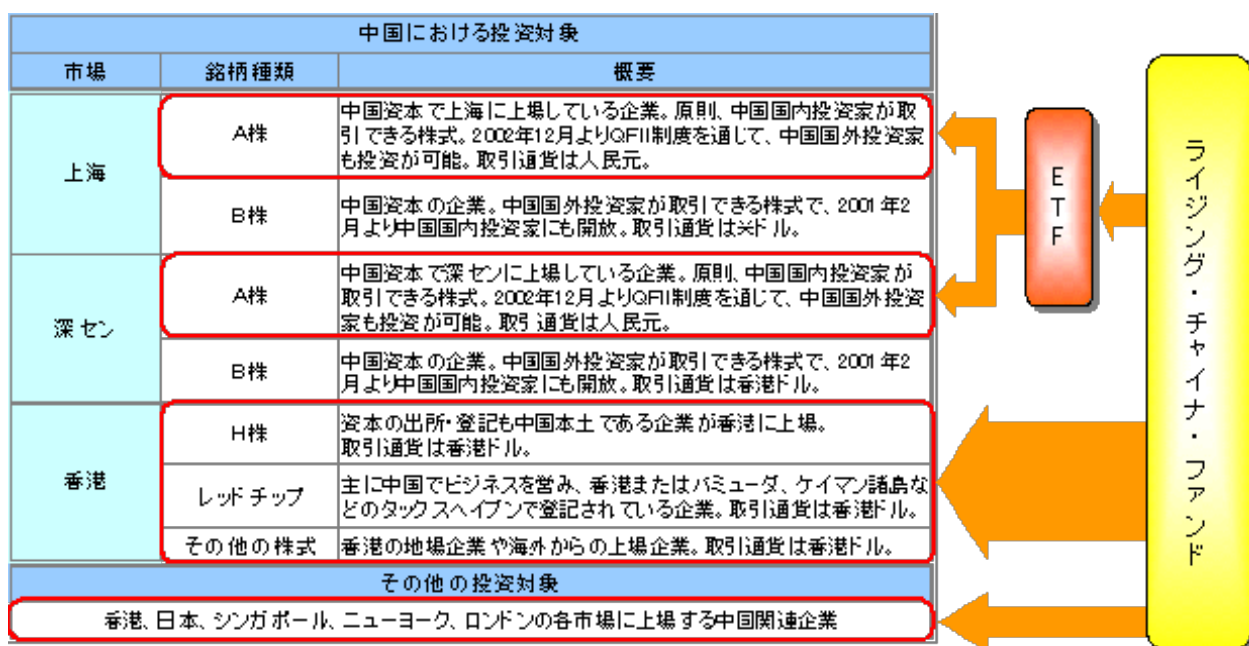 中国における投資対象
市場
銘柄種類
概要
上海
A株
中国資本で上海に上場している企業。原則、中国国内投資家が取
引できる株式。2002年12月よりQFII制度を通じて、中国国外投資家
も投資が可能。取引通貨は人民元。
B株
中国資本の企業。中国国外投資家が取引できる株式で、2001年2
月より中国国内投資家にも開放。取引通貨は米ドル。
深セン
A株
中国資本で深センに上場している企業。原則、中国国内投資家が
取引できる株式。2002年12月よりQFII制度を通じて、中国国外投資
家も投資が可能。取引通貨は人民元。
B株
中国資本の企業。中国国外投資家が取引できる株式で、2001年2
月より中国国内投資家にも開放。取引通貨は香港ドル。
香港
H株
資本の出所・登記も中国本土である企業が香港に上場。
取引通貨は香港ドル。
レッドチップ
主に中国でビジネスを営み、香港またはバミューダ、ケイマン諸島な
どのタックスヘイブンで登記されている企業。取引通貨は香港ドル。
その他の株式
香港の地場企業や海外からの上場企業。取引通貨は香港ドル。
その他の投資対象
香港、日本、シンガポール、ニューヨーク、ロンドンの各市場に上場する中国関連企業
ETF
ライジング・チャイナ・ファンド